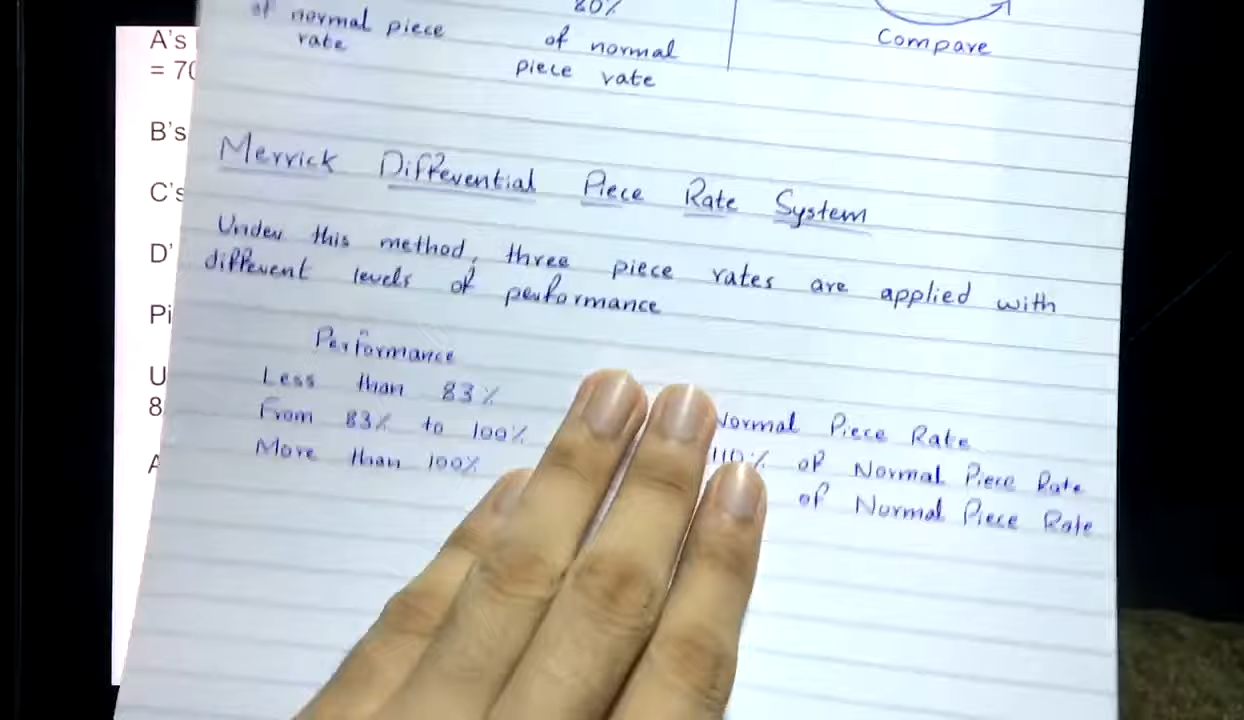 of normal piece
rate
80%
of normal
piece rate
Compare
A's
= 70
B's
C's
D'
Pi
U
8
A
Merrick Differential Piece Rate System
Under this method, three piece rates are applied with
different levels of performance
Performance
Less than 83% Normal Piece Rate
From 83% to 100% 110% of Normal Piece Rate
More than 100% of Normal Piece Rate